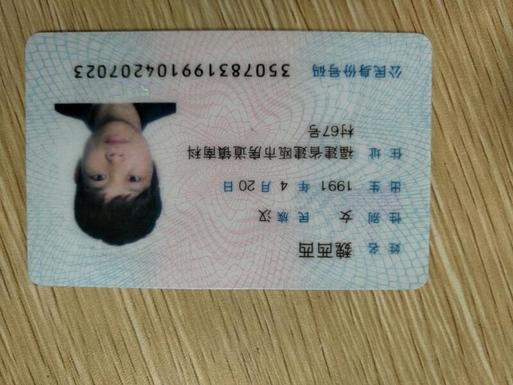 姓名 魏西西
性别 女 民族 汉
出生 1991 年 4 月 20 日
住址 福建省建瓯市房道镇南科
村67号
公民身份号码 350783199104207023